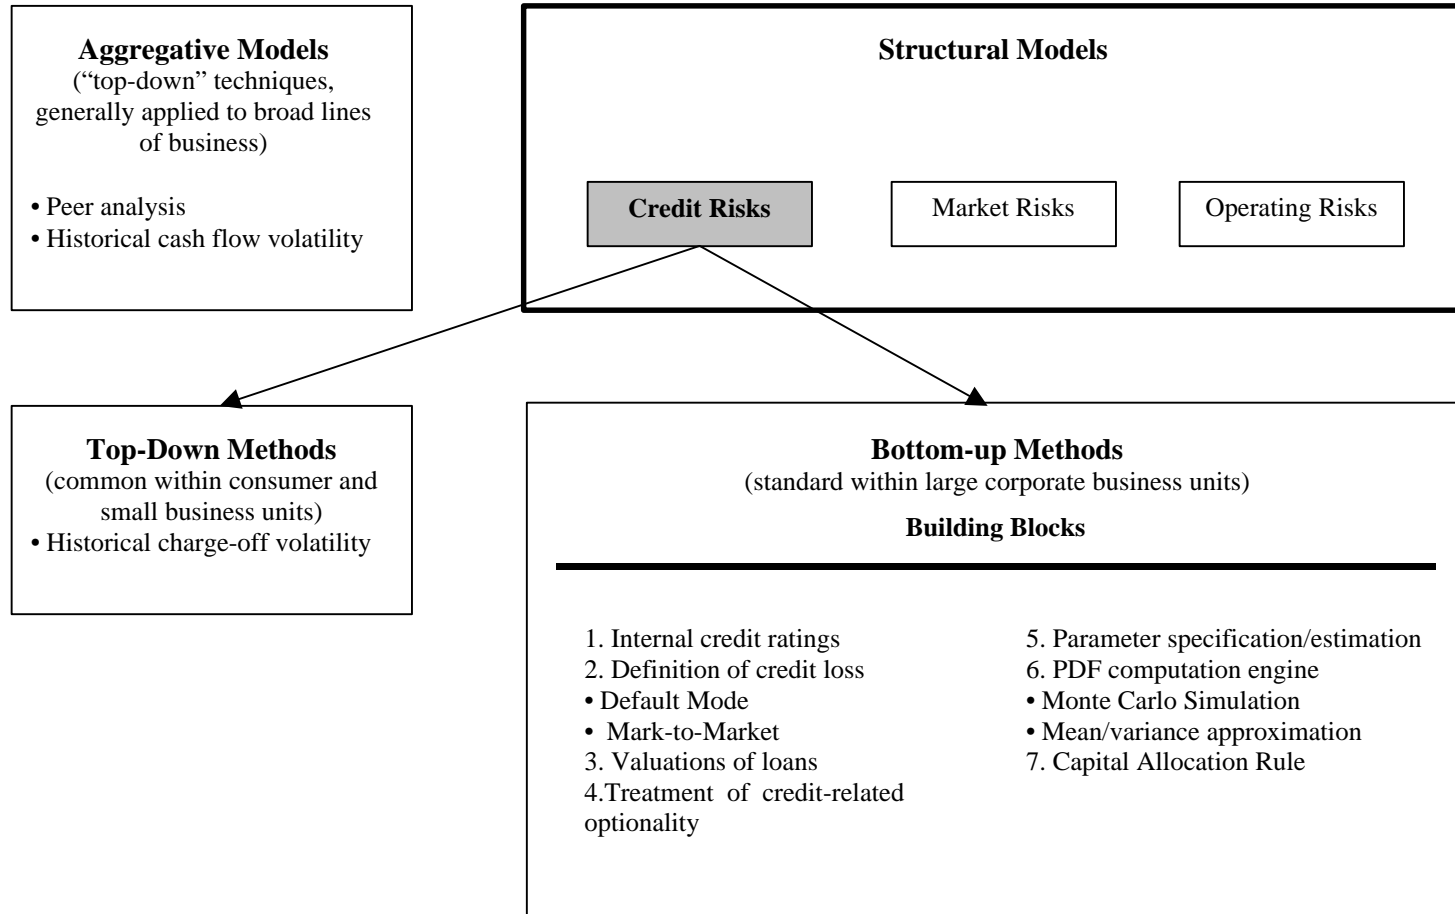 Aggregative Models
(“top-down” techniques,
generally applied to broad lines
of business)
• Peer analysis
• Historical cash flow volatility
Structural Models
Credit Risks
Market Risks
Operating Risks
Top-Down Methods
(common within consumer and
small business units)
• Historical charge-off volatility
Bottom-up Methods
(standard within large corporate business units)
Building Blocks
1. Internal credit ratings
2. Definition of credit loss
• Default Mode
• Mark-to-Market
3. Valuations of loans
4.Treatment of credit-related
optionality
5. Parameter specification/estimation
6. PDF computation engine
• Monte Carlo Simulation
• Mean/variance approximation
7. Capital Allocation Rule